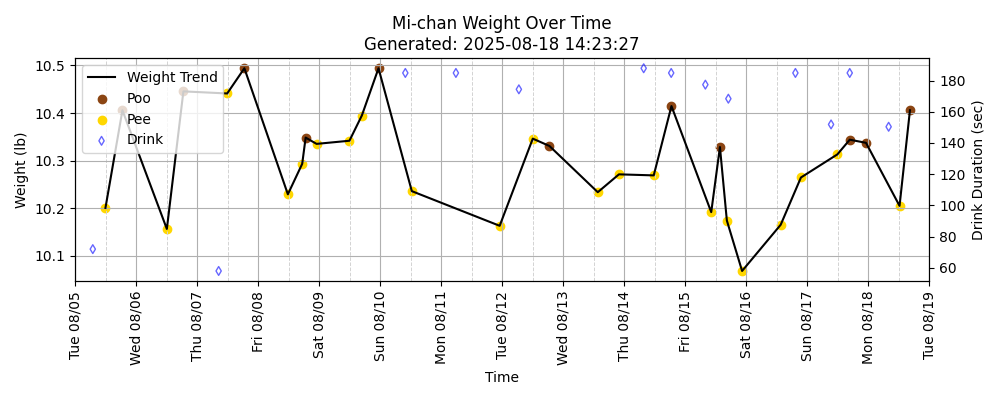 Mi-chan Weight Over Time
Generated: 2025-08-18 14:23:27
Weight (lb)
10.5
10.4
10.3
10.2
10.1
Weight Trend
Poo
Pee
Drink
180
160
140
120
100
80
60
Drink Duration (sec)
Tue 08/05
Wed 08/06
Thu 08/07
Fri 08/08
Sat 08/09
Sun 08/10
Mon 08/11
Tue 08/12
Wed 08/13
Thu 08/14
Fri 08/15
Sat 08/16
Sun 08/17
Mon 08/18
Tue 08/19
Time